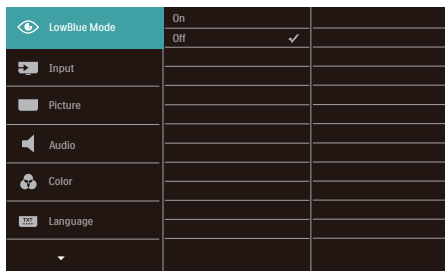 LowBlue Mode
On
Off
Input
Picture
Audio
Color
TXT
Language